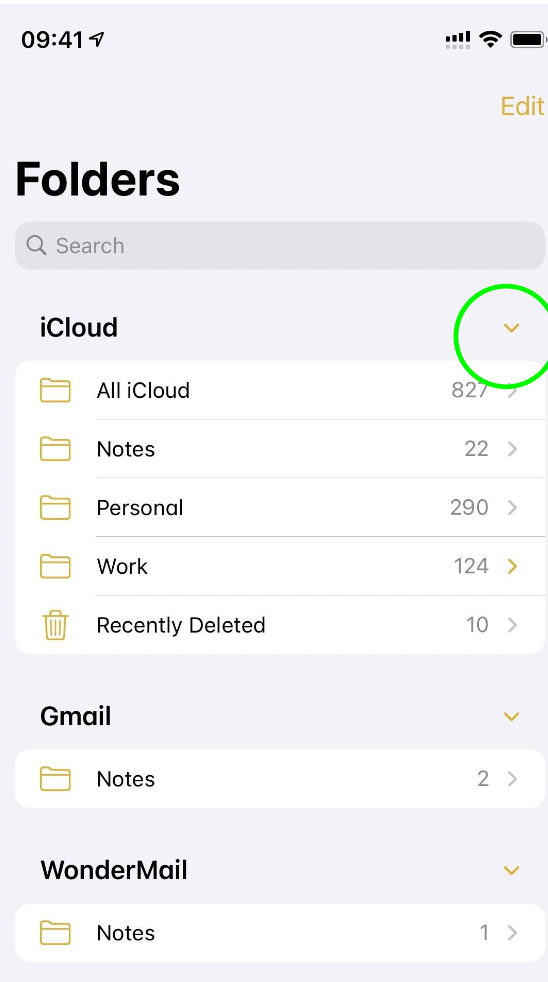 09:41
Edit
Folders
Search
iCloud
All iCloud 827
Notes 22
Personal 290
Work 124
Recently Deleted 10
Gmail
Notes 2
WonderMail
Notes 1